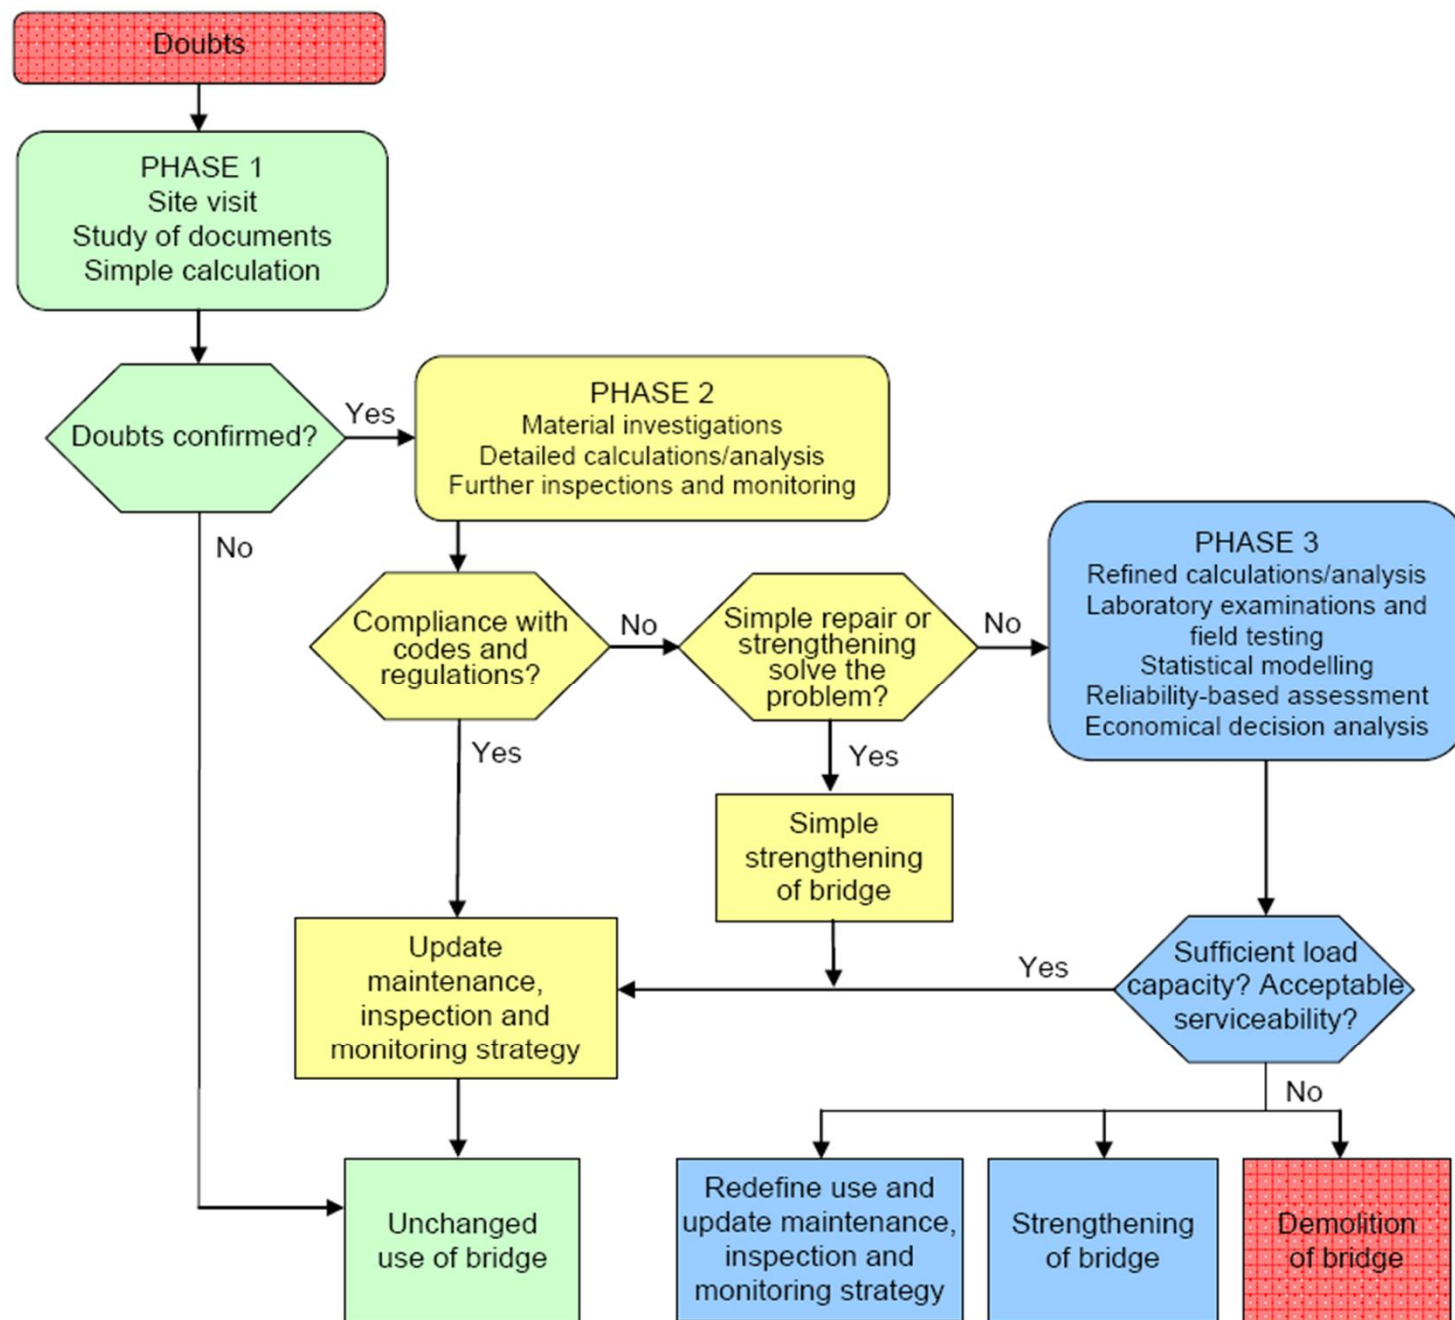 Doubts
PHASE 1
Site visit
Study of documents
Simple calculation
Doubts confirmed?
Yes
No
PHASE 2
Material investigations
Detailed calculations/analysis
Further inspections and monitoring
Compliance with
codes and
regulations?
No
Yes
Simple repair or
strengthening
solve the
problem?
No
Yes
PHASE 3
Refined calculations/analysis
Laboratory examinations and
field testing
Statistical modelling
Reliability-based assessment
Economical decision analysis
Simple
strengthening
of bridge
Update
maintenance,
inspection and
monitoring strategy
Yes
Sufficient load
capacity? Acceptable
serviceability?
No
Unchanged
use of bridge
Redefine use and
update maintenance,
inspection and
monitoring strategy
Strengthening
of bridge
Demolition
of bridge